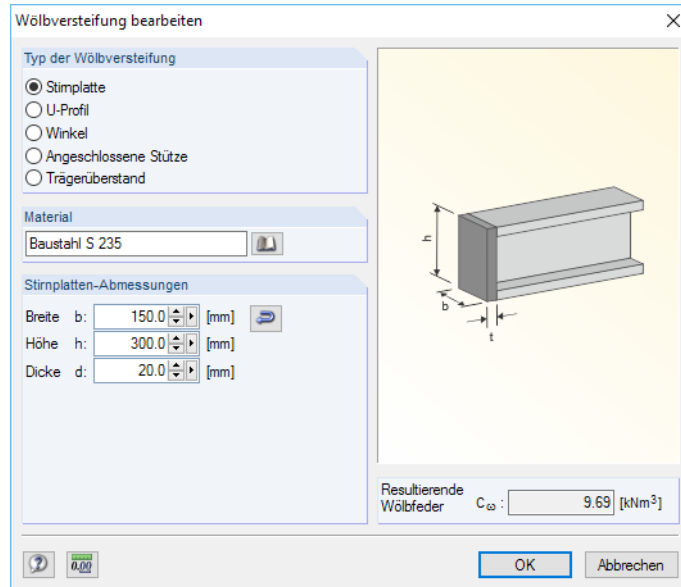 Wölbversteifung bearbeiten
Typ der Wölbversteifung
Stirnplatte
U-Profil
Winkel
Angeschlossene Stütze
Trägerüberstand
Material
Baustahl S 235
Stirnplatten-Abmessungen
Breite b: 150.0 [mm]
Höhe h: 300.0 [mm]
Dicke d: 20.0 [mm]
h
b
t
Resultierende
Wölbfeder Cω : 9.69 [kNm³]
0.00
OK Abbrechen